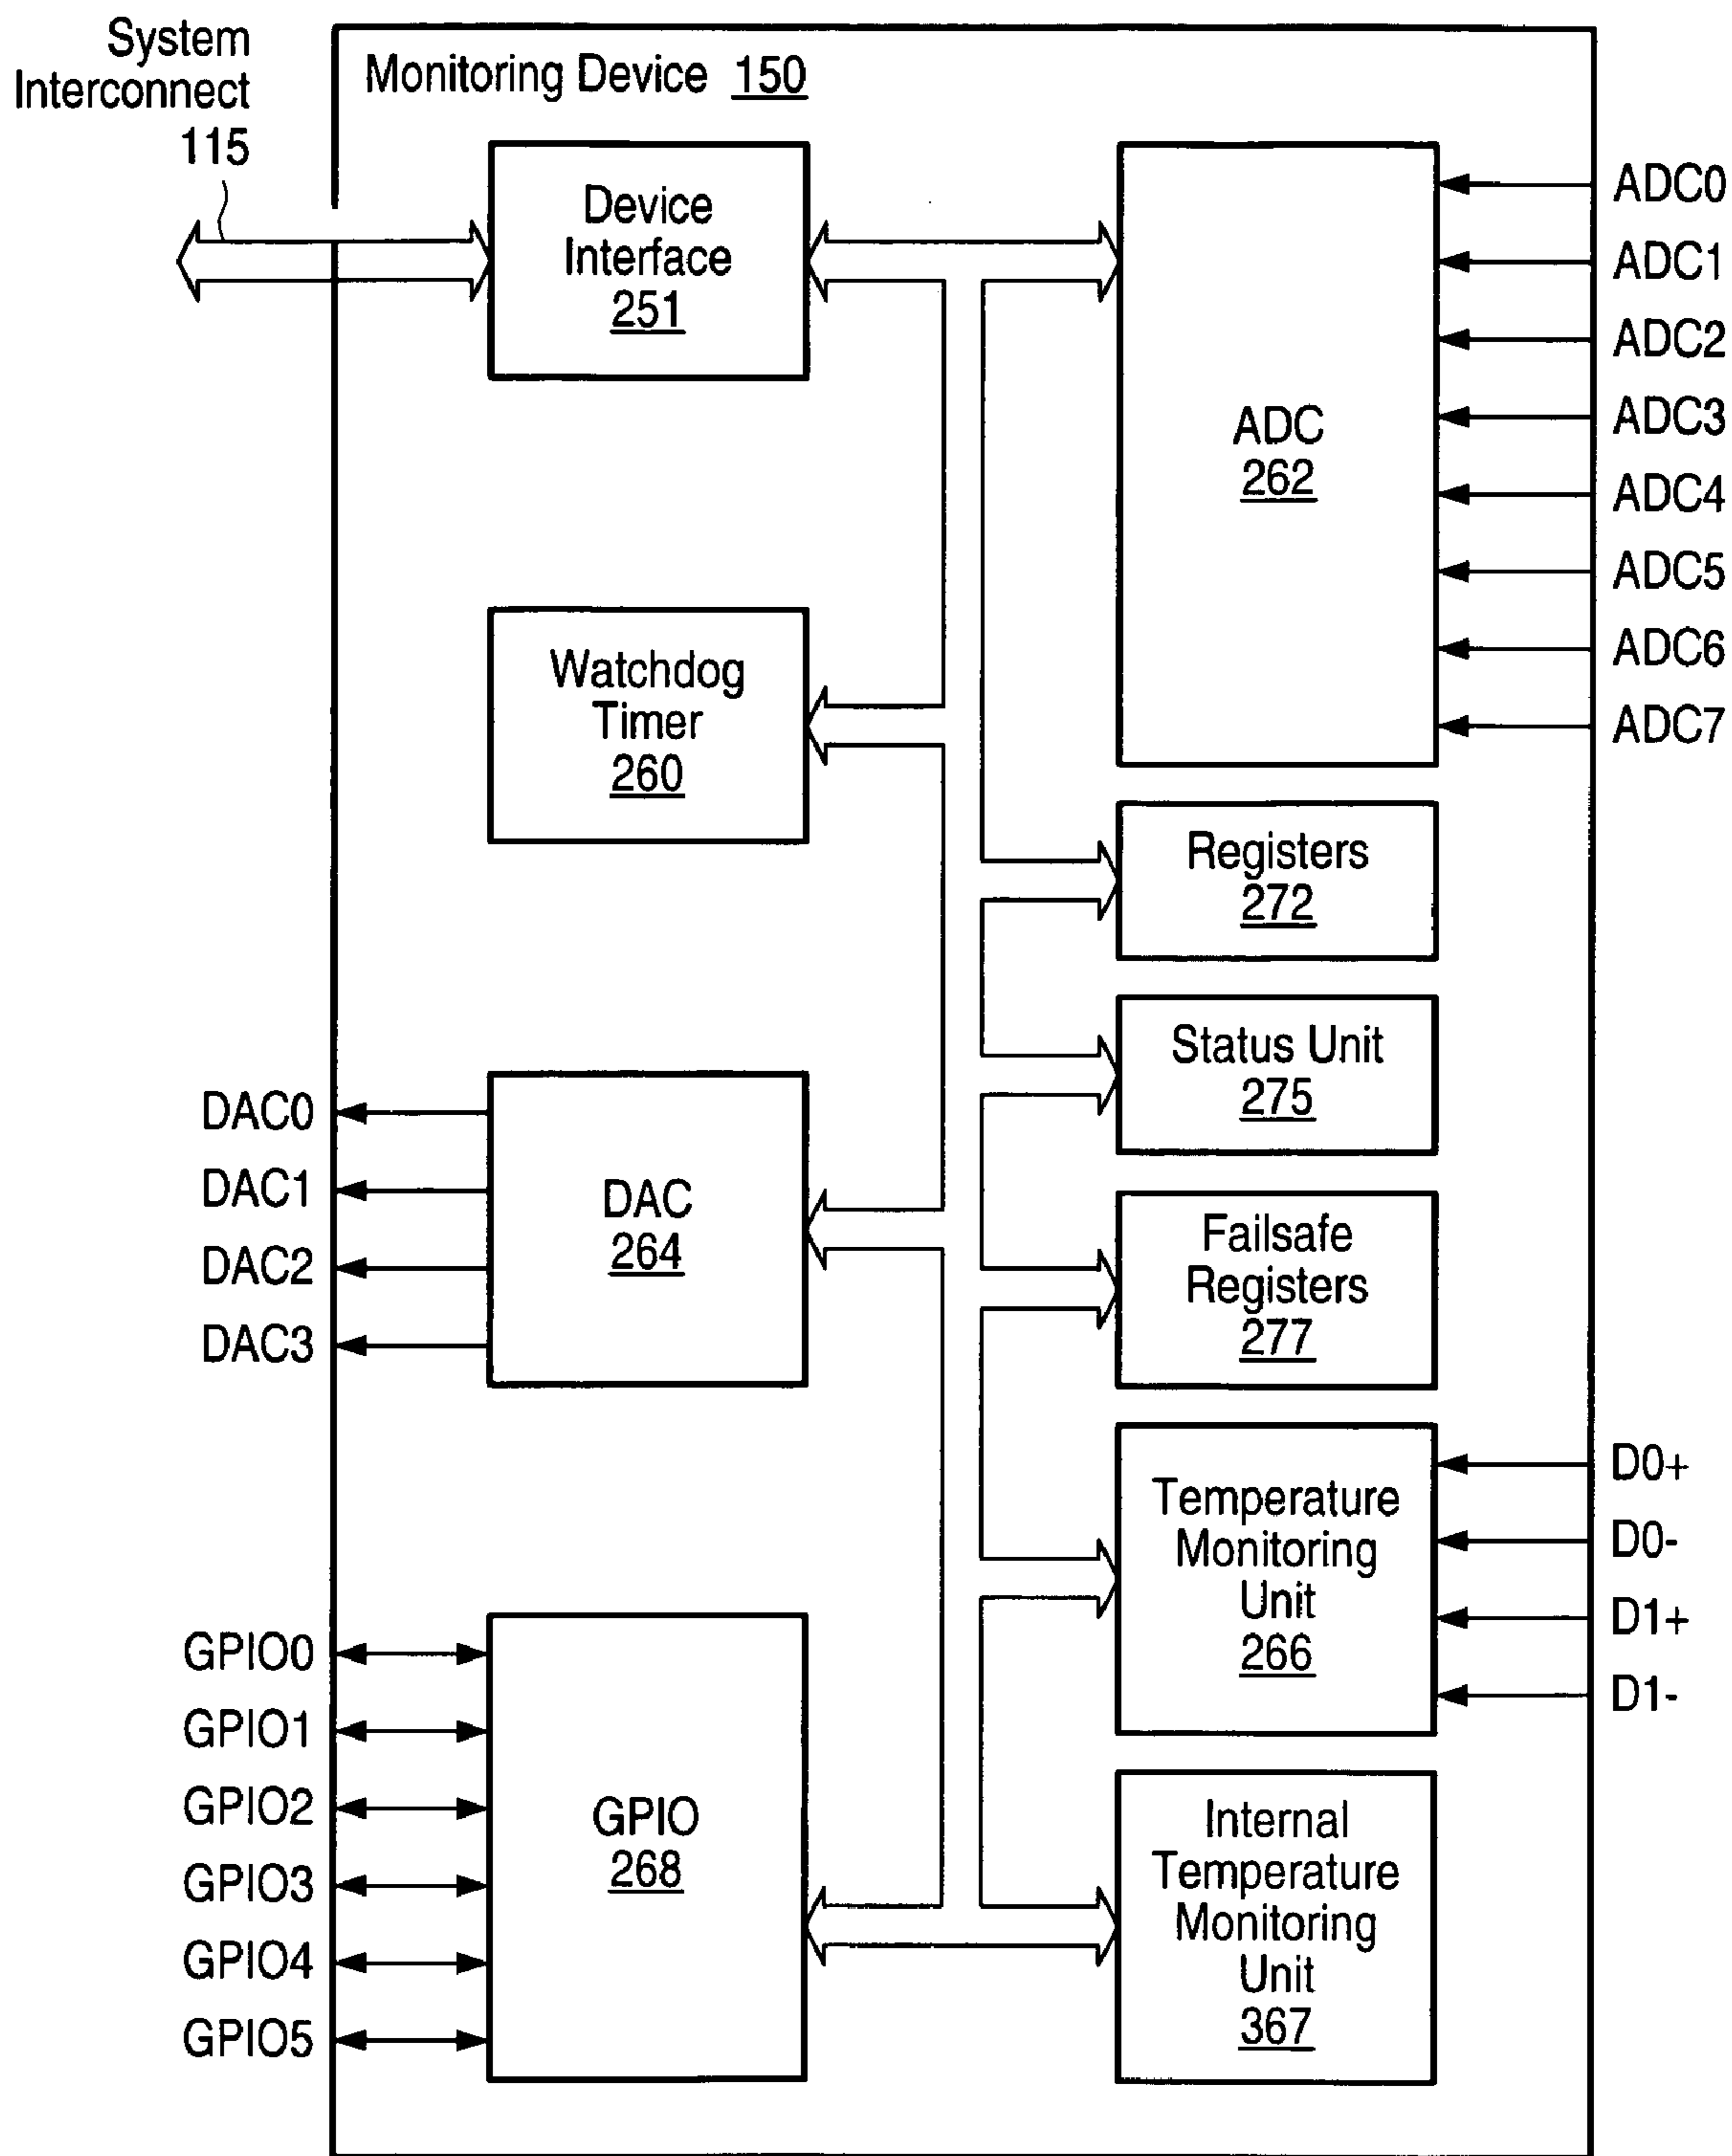 System
Interconnect
115
Monitoring Device 150
Device
Interface
251
ADC
262
ADC0
ADC1
ADC2
ADC3
ADC4
ADC5
ADC6
ADC7
Watchdog
Timer
260
Registers
272
Status Unit
275
DAC0
DAC1
DAC2
DAC3
DAC
264
Failsafe
Registers
277
Temperature
Monitoring
Unit
266
D0+
D0-
D1+
D1-
GPIO0
GPIO1
GPIO2
GPIO3
GPIO4
GPIO5
GPIO
268
Internal
Temperature
Monitoring
Unit
367